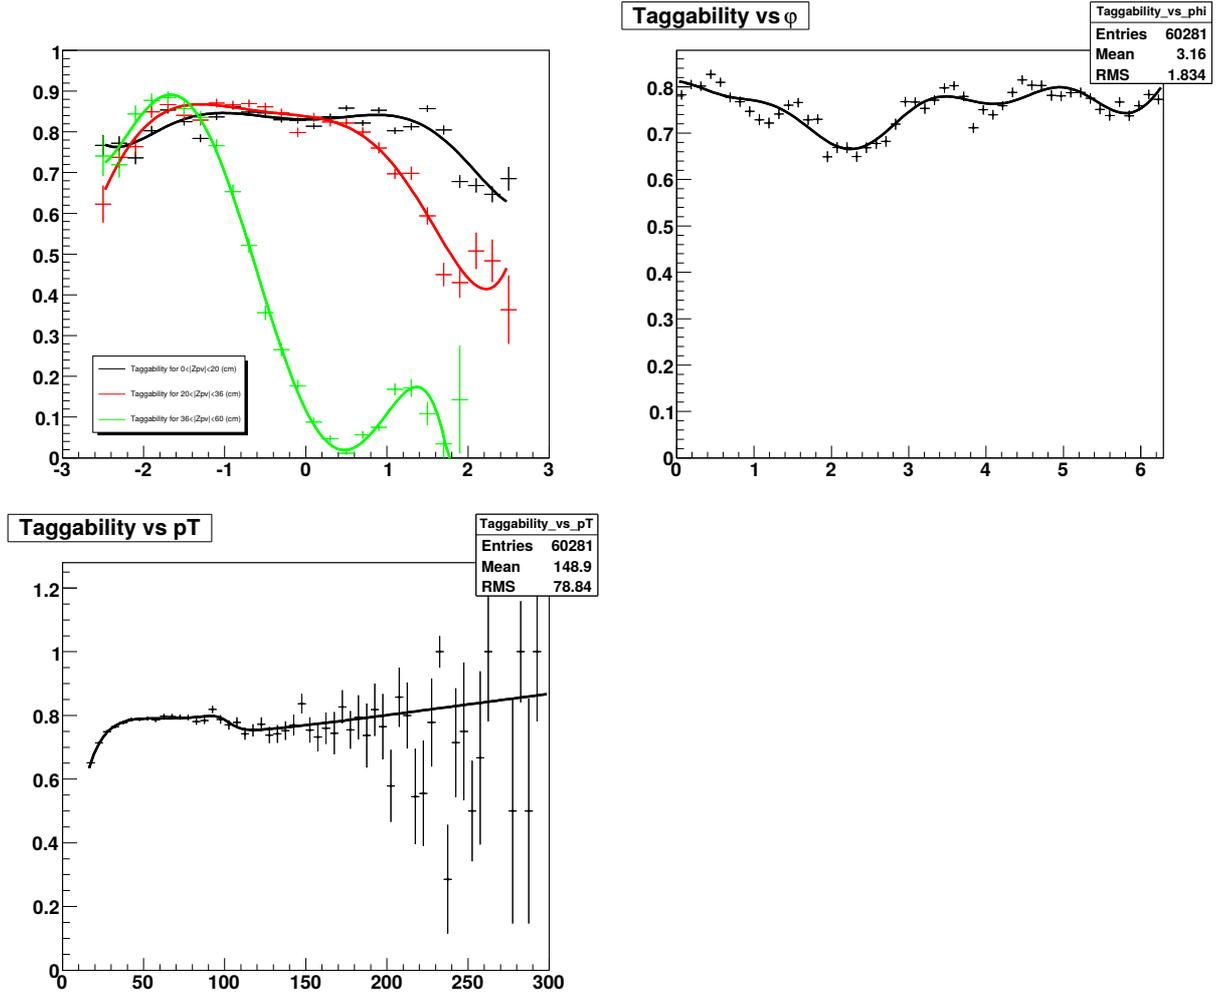 1
0.9
0.8
0.7
0.6
0.5
0.4
0.3
0.2
0.1
0
-3 -2 -1 0 1 2 3
Taggability for 0<|Zpv|<20 (cm)
Taggability for 20<|Zpv|<36 (cm)
Taggability for 36<|Zpv|<60 (cm)
Taggability vs φ
Taggability_vs_phi
Entries 60281
Mean 3.16
RMS 1.834
0.8
0.7
0.6
0.5
0.4
0.3
0.2
0.1
0
0 1 2 3 4 5 6
Taggability vs pT
Taggability_vs_pT
Entries 60281
Mean 148.9
RMS 78.84
1.2
1
0.8
0.6
0.4
0.2
0
0 50 100 150 200 250 300